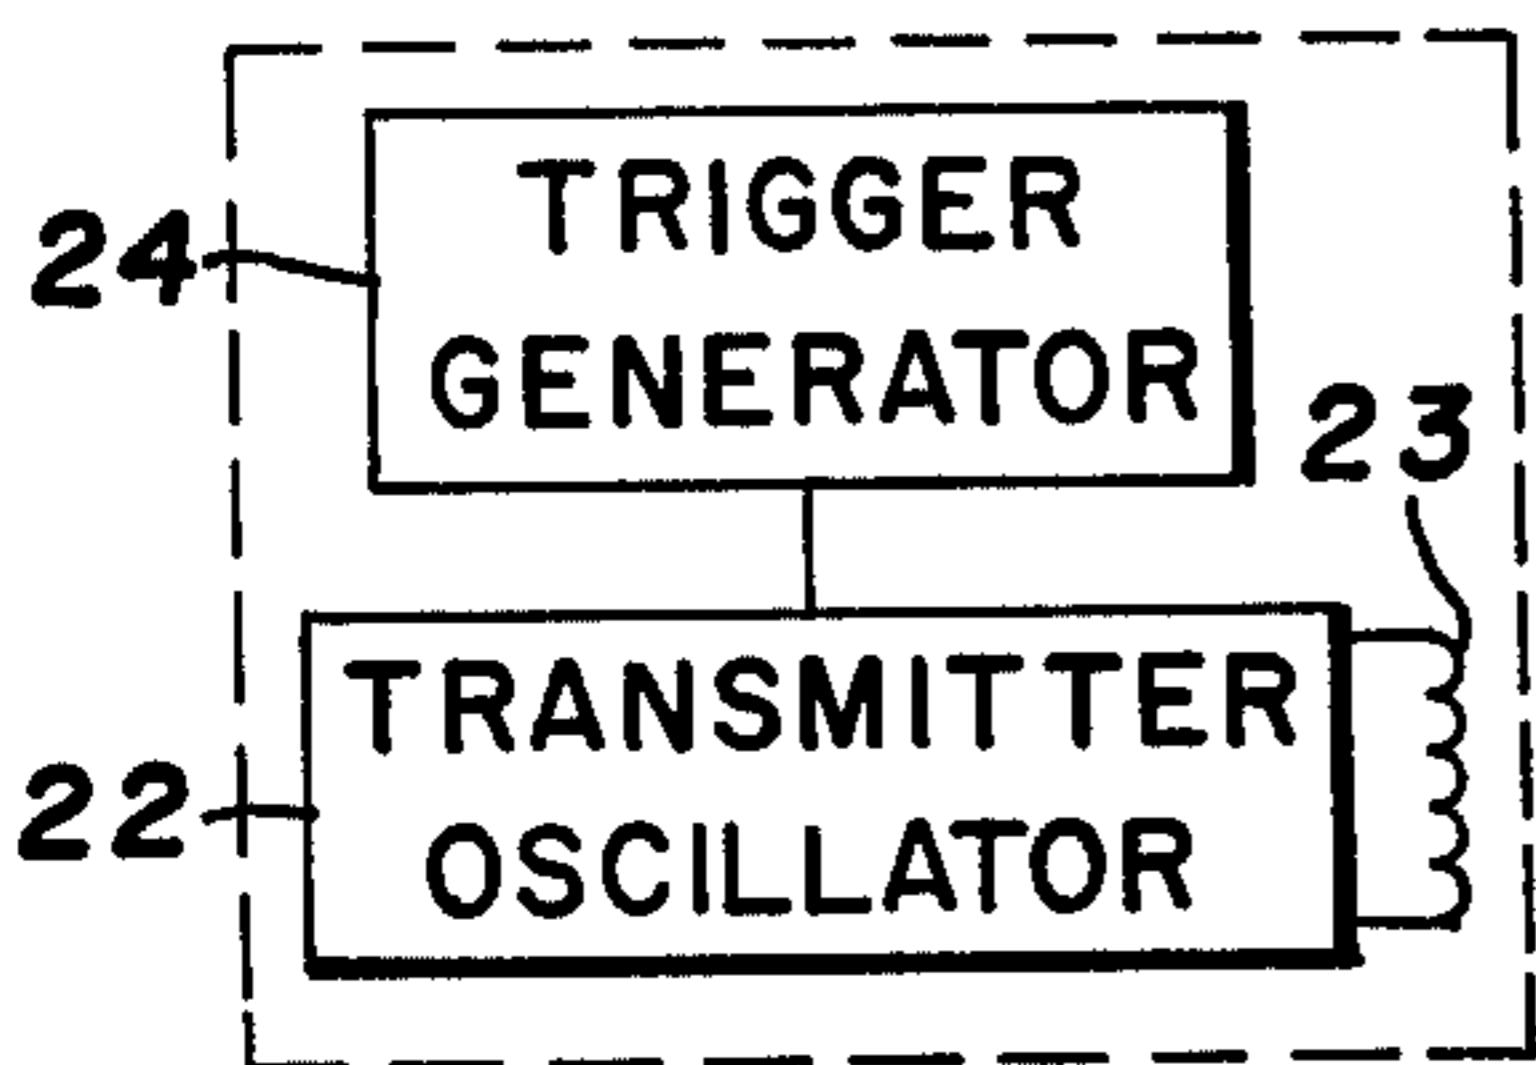 24
TRIGGER
GENERATOR
23
22
TRANSMITTER
OSCILLATOR